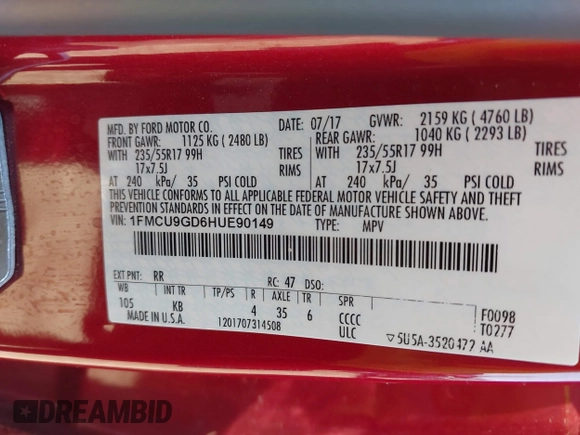 MFD. BY FORD MOTOR CO. DATE: 07/17 GVWR: 2159 KG ( 4760 LB)
FRONT GAWR: 1125 KG ( 2480 LB) REAR GAWR: 1040 KG ( 2293 LB)
WITH 235/55R17 99H TIRES WITH 235/55R17 99H TIRES
17x7.5J RIMS 17x7.5J RIMS
AT 240 kPa/ 35 PSI COLD AT 240 kPa/ 35 PSI COLD
THIS VEHICLE CONFORMS TO ALL APPLICABLE FEDERAL MOTOR VEHICLE SAFETY AND THEFT
PREVENTION STANDARDS IN EFFECT ON THE DATE OF MANUFACTURE SHOWN ABOVE.
VIN: 1FMCU9GD6HUE90149 TYPE: MPV
EXT PNT: RR RC: 47 DSO:
WB INT TR TP/PS R AXLE TR SPR
105 KB 4 35 6 CCCC F0098
MADE IN U.S.A. 1201707314508 ULC T0277
5U5A-3520472-AA
DREAMBID